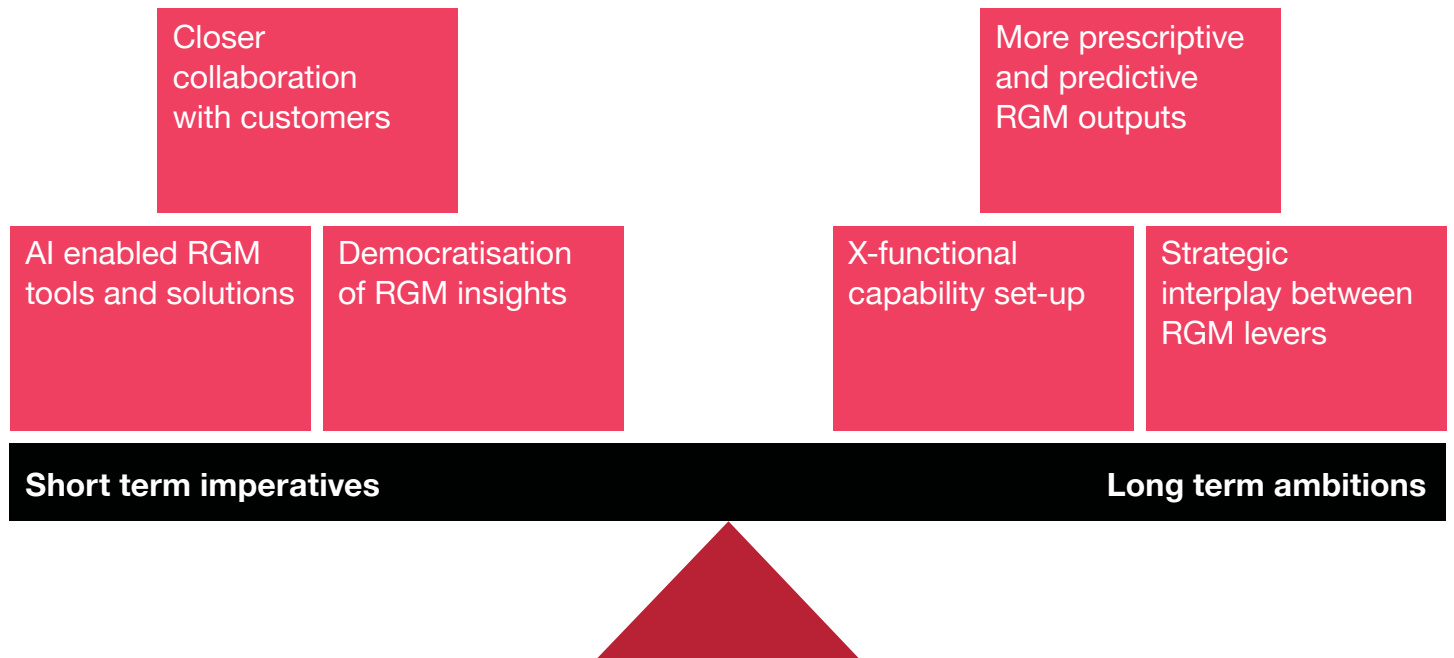 Closer
collaboration
with customers
More prescriptive
and predictive
RGM outputs
AI enabled RGM
tools and solutions
Democratisation
of RGM insights
X-functional
capability set-up
Strategic
interplay between
RGM levers
Short term imperatives
Long term ambitions